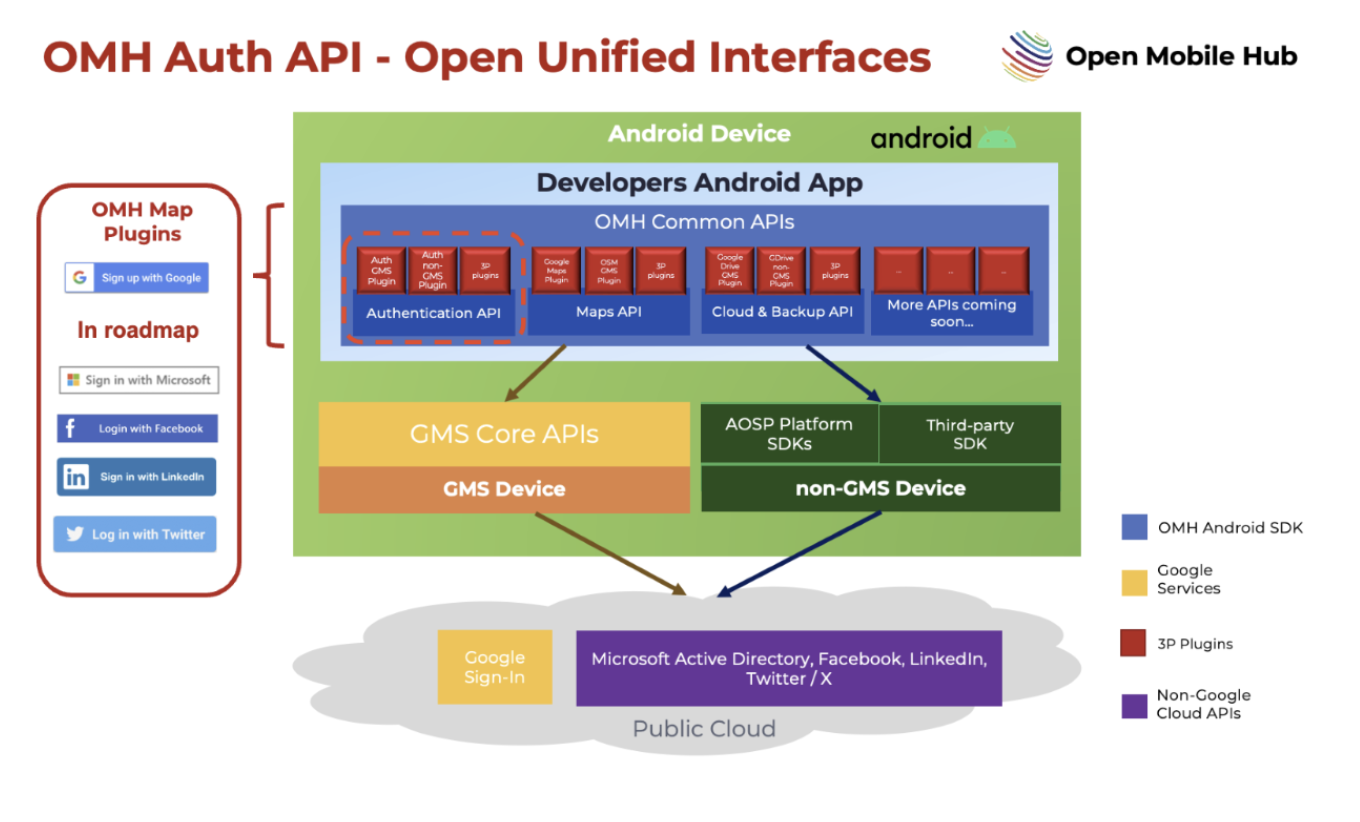 OMH Auth API - Open Unified Interfaces
Open Mobile Hub
Android Device
android
Developers Android App
OMH Common APIs
Auth
GMS
Plugin
Auth
non-
GMS
Plugin
3P
plugins
Authentication API
Google
Maps
Plugin
OSM
GMS
Plugin
3P
plugins
Maps API
Google
Drive
GMS
Plugin
GDrive
non-
GMS
Plugin
3P
plugins
Cloud & Backup API
...
...
...
More APIs coming
soon...
OMH Map
Plugins
G
Sign up with Google
In roadmap
Sign in with Microsoft
f
Login with Facebook
in
Sign in with LinkedIn
Log in with Twitter
GMS Core APIs
GMS Device
AOSP Platform
SDKs
Third-party
SDK
non-GMS Device
Google
Sign-In
Microsoft Active Directory, Facebook, LinkedIn,
Twitter / X
Public Cloud
OMH Android SDK
Google
Services
3P Plugins
Non-Google
Cloud APIs